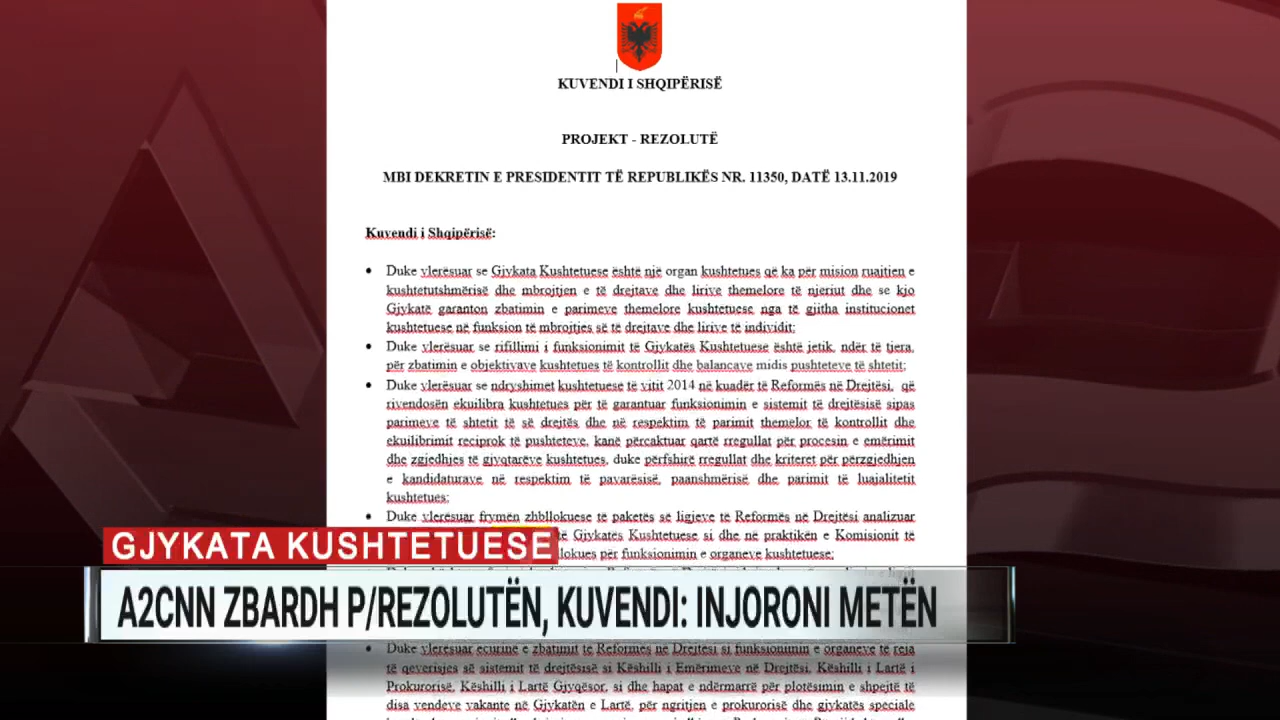 KUVENDI I SHQIPËRISË
PROJEKT - REZOLUTË
MBI DEKRETIN E PRESIDENTIT TË REPUBLIKËS NR. 11350, DATË 13.11.2019
Kuvendi i Shqipërisë:
• Duke vlerësuar se Gjykata Kushtetuese është një organ kushtetues që ka për mision ruajtjen e
kushtetutshmërisë dhe mbrojtjen e të drejtave dhe lirive themelore të njeriut dhe se kjo
Gjykatë garanton zbatimin e parimeve themelore kushtetuese nga të gjitha institucionet
kushtetuese në funksion të mbrojtjes së të drejtave dhe lirive të individit;
• Duke vlerësuar se rifillimi i funksionimit të Gjykatës Kushtetuese është jetik, ndër të tjera,
për zbatimin e objektivave kushtetues të kontrollit dhe balancave midis pushteteve të shtetit;
• Duke vlerësuar se ndryshimet kushtetuese të vitit 2014 në kuadër të Reformës në Drejtësi, që
rivendosën ekuilibra kushtetues për të garantuar funksionimin e sistemit të drejtësisë sipas
parimeve të shtetit të së drejtës dhe në respektim të parimit themelor të kontrollit dhe
ekuilibrimit reciprok të pushteteve, kanë përcaktuar qartë rregullat për procesin e emërimit
dhe zgjedhjes të gjyqtarëve kushtetues, duke përfshirë rregullat dhe kriteret për përzgjedhjen
e kandidaturave në respektim të pavarësisë, paanshmërisë dhe parimit të luajalitetit
kushtetues;
• Duke vlerësuar frymën zhbllokuese të paketës së ligjeve të Reformës në Drejtësi analizuar
të Gjykatës Kushtetuese si dhe në praktikën e Komisionit të
për funksionimin e organeve kushtetuese;
GJYKATA KUSHTETUESE
A2CNN ZBARDH P/REZOLUTËN, KUVENDI: INJORONI METËN
• Duke vlerësuar ecurinë e zbatimit të Reformës në Drejtësi si funksionimin e organeve të reja
të qeverisjes së sistemit të drejtësisë si Këshilli i Emërimeve në Drejtësi, Këshilli i Lartë i
Prokurorisë, Këshilli i Lartë Gjyqësor, si dhe hapat e ndërmarrë për plotësimin e shpejtë të
disa vendeve vakante në Gjykatën e Lartë, për ngritjen e prokurorisë dhe gjykatës speciale